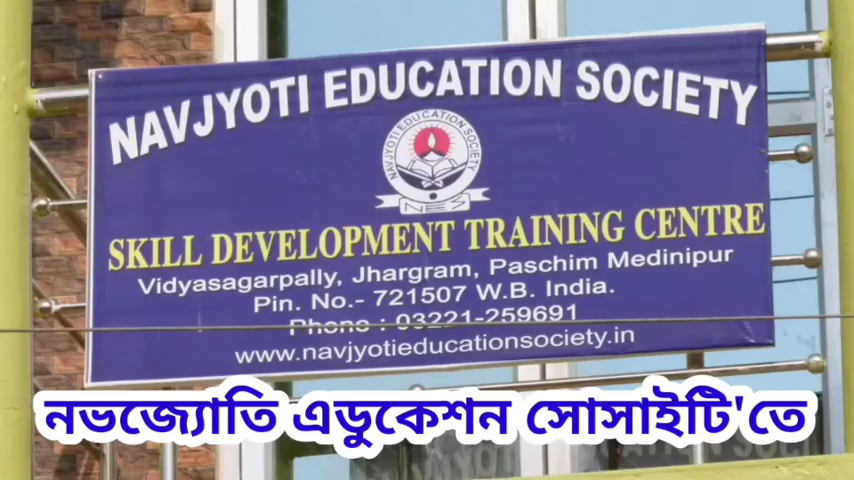 NAVJYOTI EDUCATION SOCIETY
NAVJYOTI EDUCATION SOCIETY
NES
SKILL DEVELOPMENT TRAINING CENTRE
Vidyasagarpally, Jhargram, Paschim Medinipur
Pin. No.- 721507 W.B. India.
Phone : 03221-259691
www.navjyotieducationsociety.in
নভজ্যোতি এডুকেশন সোসাইটি'তে